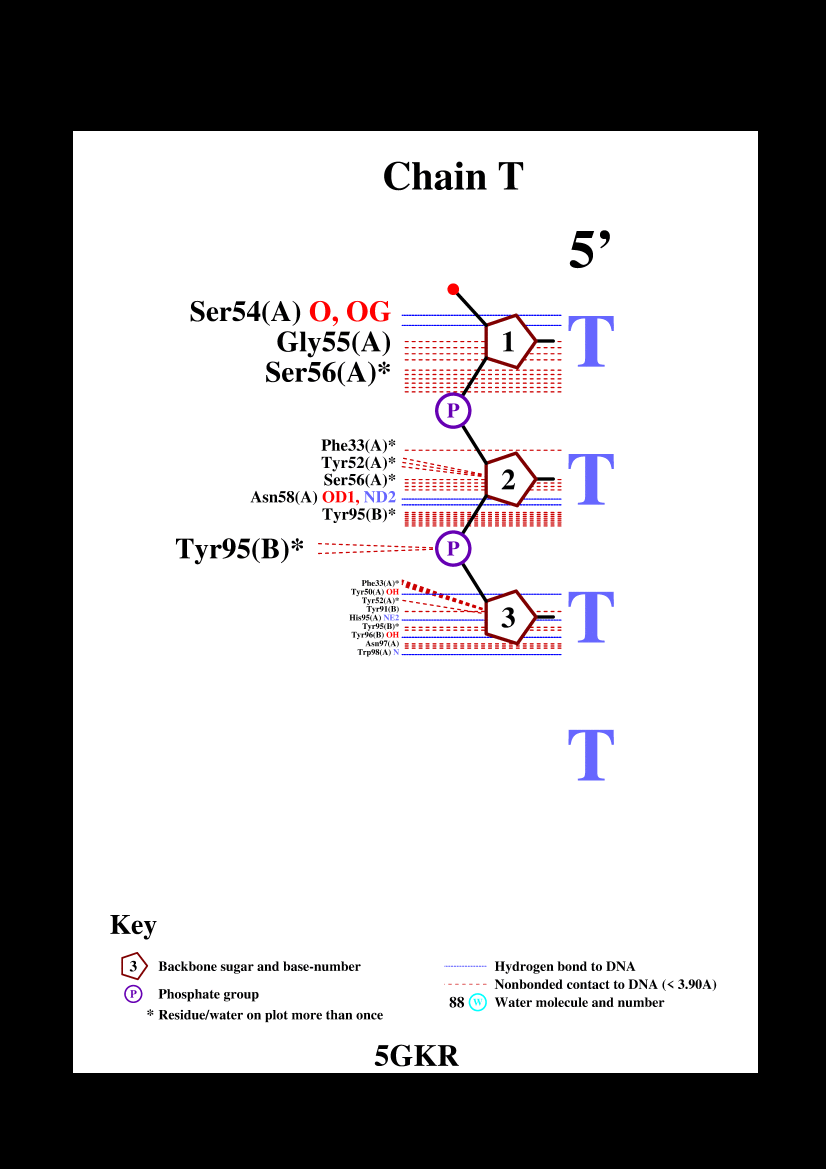 Chain T
5’
Ser54(A) O, OG
T
1
Gly55(A)
Ser56(A)*
P
Phe33(A)*
Tyr52(A)*
Ser56(A)*
2
T
Asn58(A) OD1, ND2
Tyr95(B)*
Tyr95(B)*
P
Phe33(A)*
Tyr50(A) OH
Tyr52(A)*
Tyr91(B)
3
T
His95(A) NE2
Tyr95(B)*
Tyr96(B) OH
Asn97(A)
Trp98(A) N
T
Key
3 Backbone sugar and base-number
P Phosphate group
* Residue/water on plot more than once
Hydrogen bond to DNA
Nonbonded contact to DNA (< 3.90A)
88 W Water molecule and number
5GKR